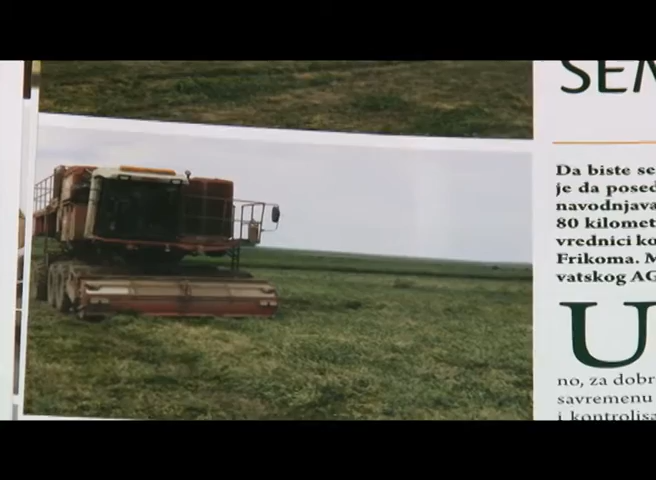 SEM
Da biste se
je da posed
navodnjava
80 kilomet
vrednici ko
Frikoma. M
vatskog AG
U
no, za dobr
savremenu
i kontrolisa